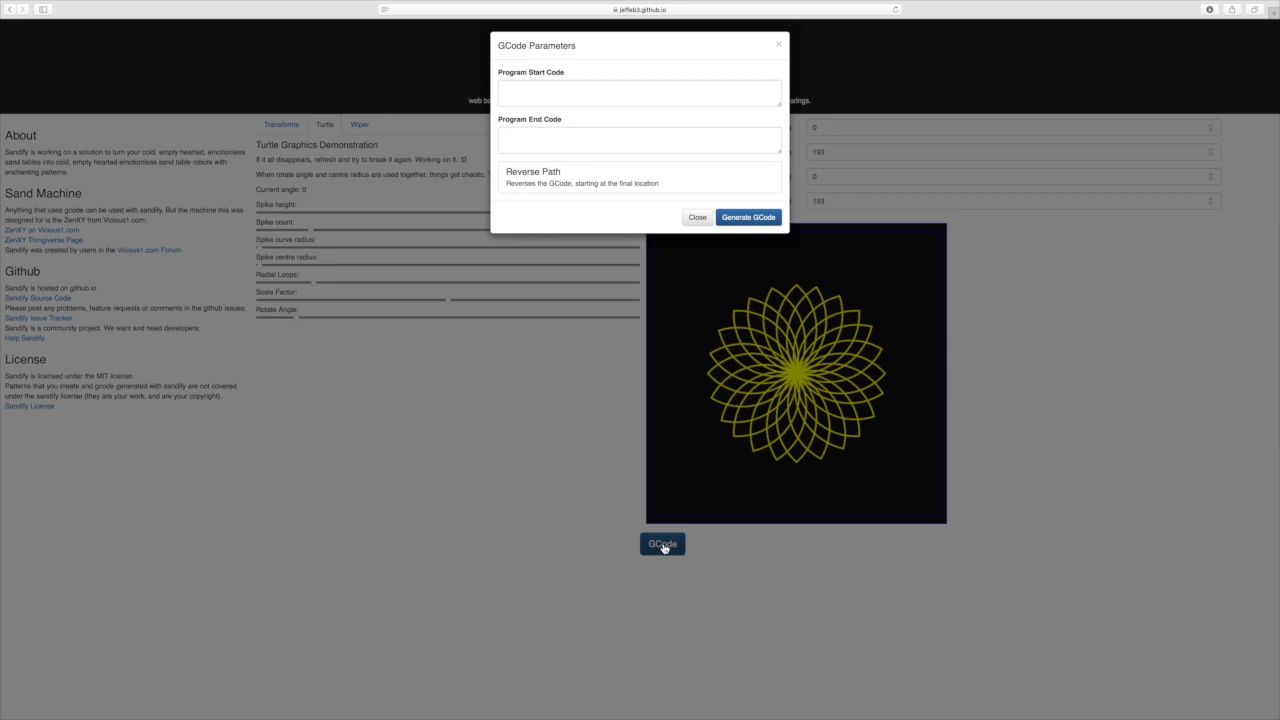 jeffeb3.github.io
GCode Parameters
×
Program Start Code
Program End Code
Reverse Path
Reverses the GCode, starting at the final location
Close
Generate GCode
web b
arings.
About
Sandify is working on a solution to turn your cold, empty hearted, emotionless
sand tables into cold, empty hearted emotionless sand table robots with
enchanting patterns.
Sand Machine
Anything that uses gcode can be used with sandify. But the machine this was
designed for is the ZenXY from Vicious1.com:
ZenXY on Vicious1.com
ZenXY Thingiverse Page
Sandify was created by users in the Vicious1.com Forum
Github
Sandify is hosted on github.io
Sandify Source Code
Please post any problems, feature requests or comments in the github issues:
Sandify Issue Tracker
Sandify is a community project. We want and need developers:
Help Sandify
License
Sandify is licensed under the MIT license.
Patterns that you create and gcode generated with sandify are not covered
under the sandify license (they are your work, and are your copyright).
Sandify License
Transforms
Turtle
Wiper
Turtle Graphics Demonstration
If it all disappears, refresh and try to break it again. Working on it. :D
When rotate angle and centre radius are used together, things get chaotic.
Current angle: 0
Spike height:
Spike count:
Spike curve radius:
Spike centre radius:
Radial Loops:
Scale Factor:
Rotate Angle:
0
193
0
193
GCode